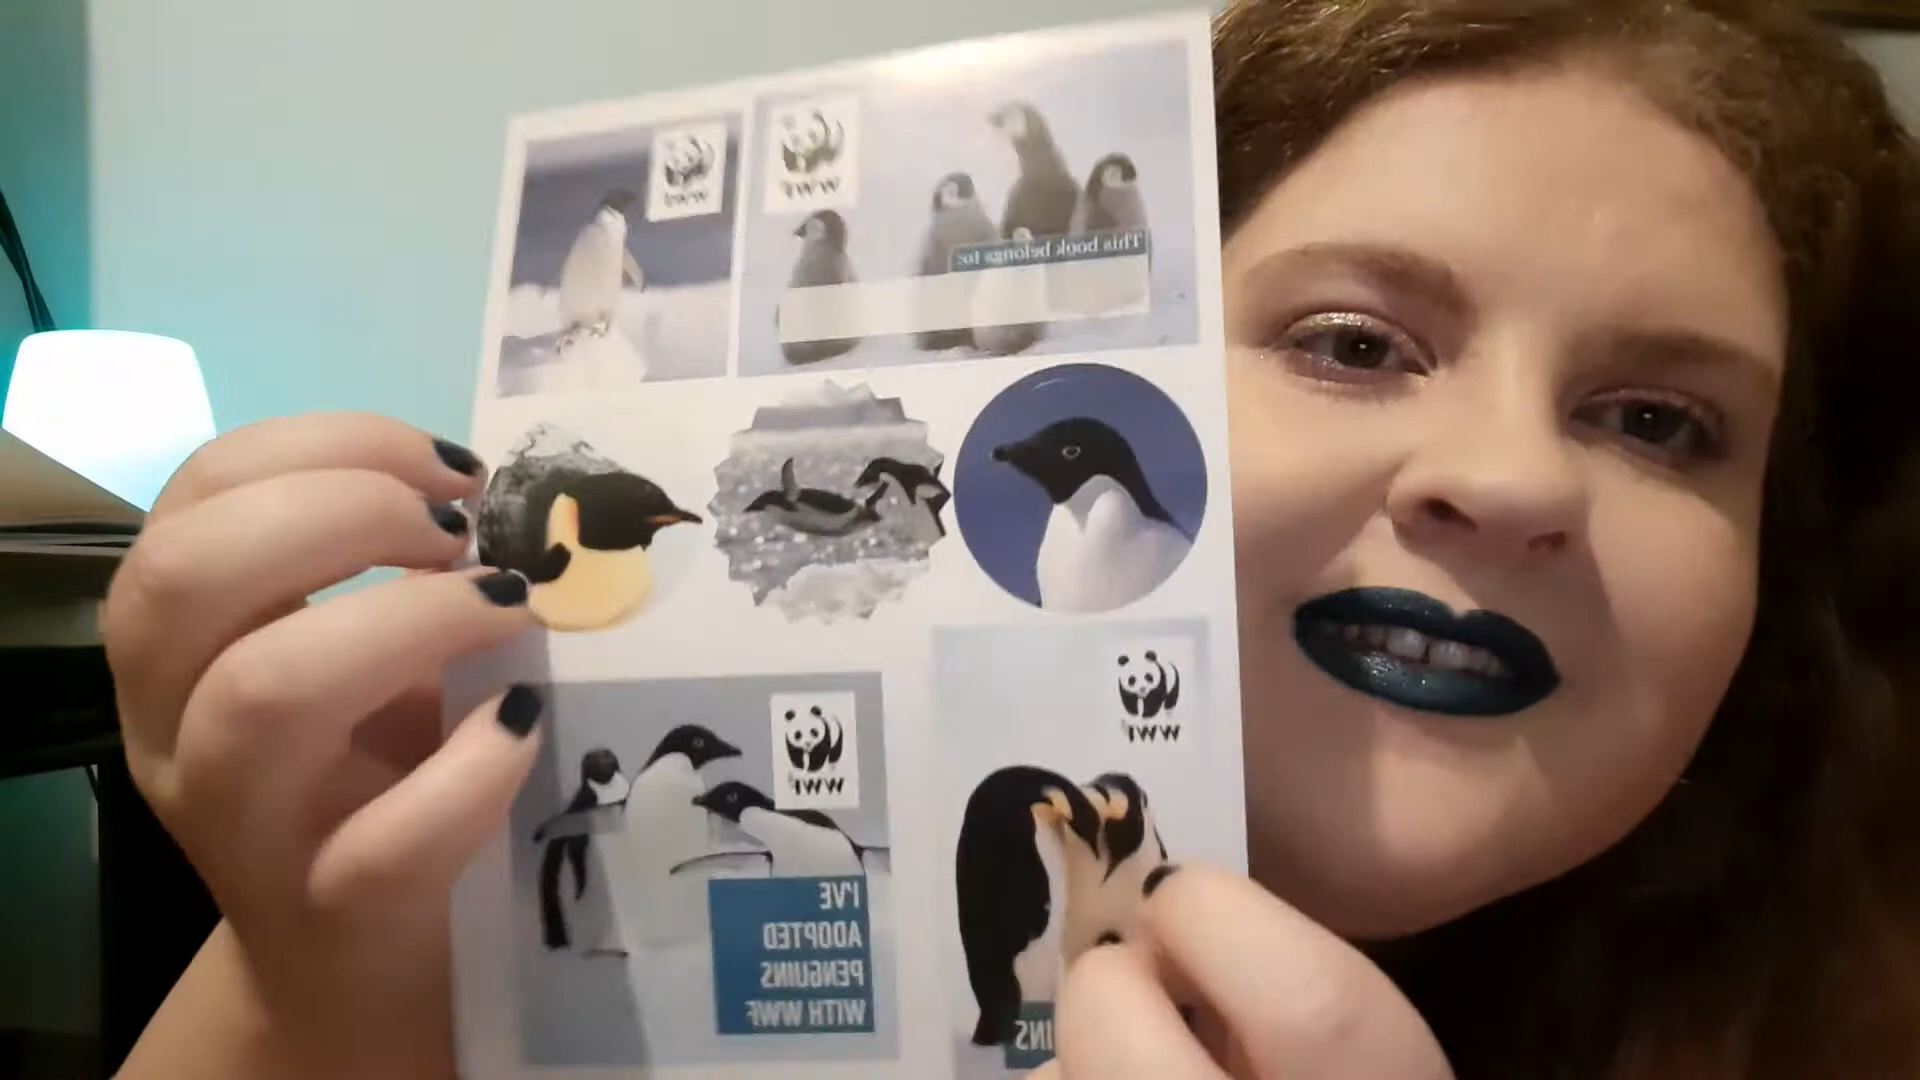 WWF
WWF
This book belongs to:
WWF
WWF
I'VE
ADOPTED
PENGUINS
WITH WWF